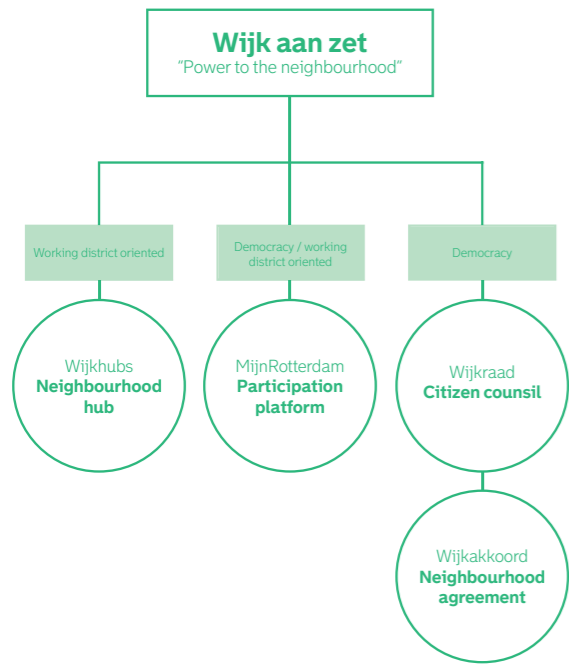 Wijk aan zet
“Power to the neighbourhood”
Working district oriented
Democracy / working
district oriented
Democracy
Wijkhubs
Neighbourhood
hub
MijnRotterdam
Participation
platform
Wijkraad
Citizen counsil
Wijkakkoord
Neighbourhood
agreement